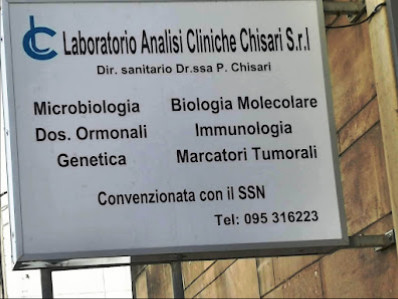 Laboratorio Analisi Cliniche Chisari S.r.l
Dir. sanitario Dr.ssa P. Chisari
Microbiologia Biologia Molecolare
Dos. Ormonali Immunologia
Genetica Marcatori Tumorali
Convenzionata con il SSN
Tel: 095 316223